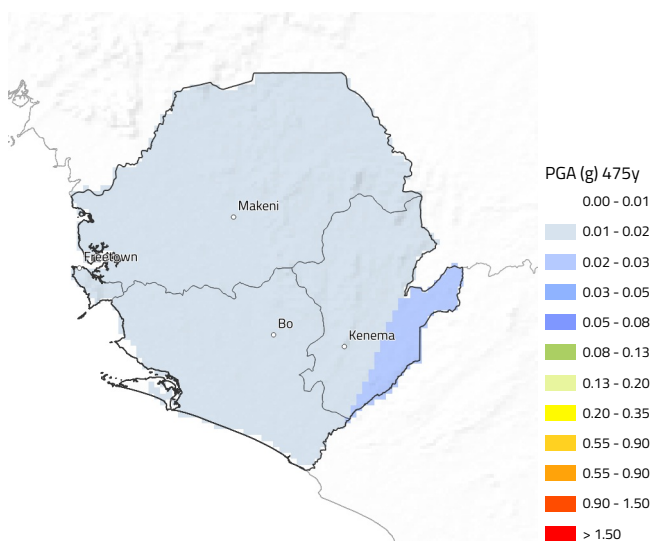 Makeni
Freetown
Bo
Kenema
PGA (g) 475y
0.00 - 0.01
0.01 - 0.02
0.02 - 0.03
0.03 - 0.05
0.05 - 0.08
0.08 - 0.13
0.13 - 0.20
0.20 - 0.35
0.55 - 0.90
0.55 - 0.90
0.90 - 1.50
> 1.50